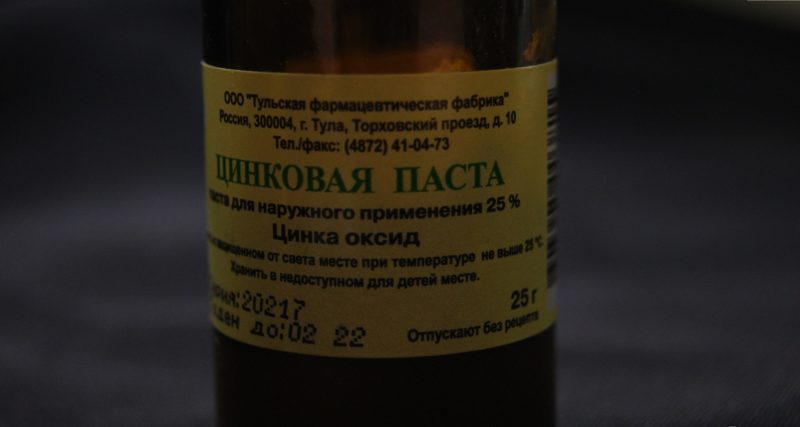 ООО "Тульская фармацевтическая фабрика"
Россия, 300004, г. Тула, Торховский проезд, д. 10
Тел./факс: (4872) 41-04-73
ЦИНКОВАЯ ПАСТА
паста для наружного применения 25 %
Цинка оксид
защищенном от света месте при температуре не выше 25 °C.
Хранить в недоступном для детей месте.
25 г
20217
до:02 22
Отпускают без рецепта